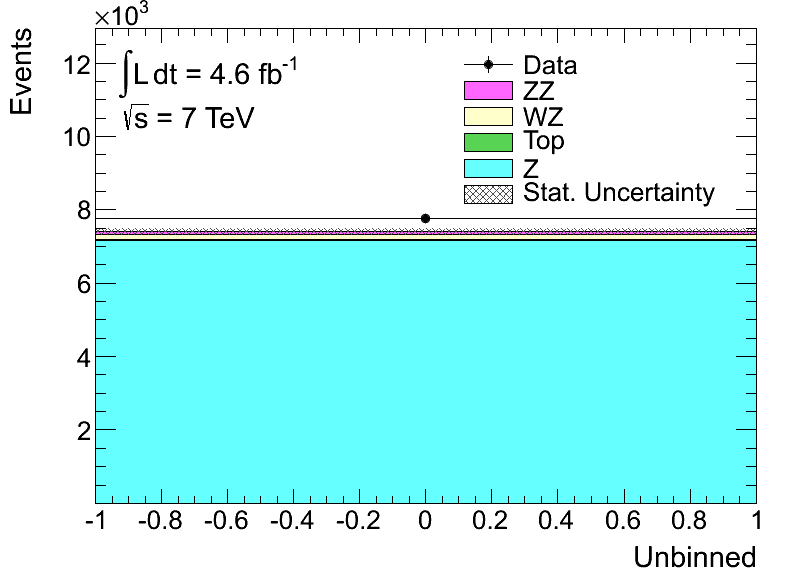 ×10³
Events
12
10
8
6
4
2
∫L dt = 4.6 fb⁻¹
√s = 7 TeV
Data
ZZ
WZ
Top
Z
Stat. Uncertainty
-1 -0.8 -0.6 -0.4 -0.2 0 0.2 0.4 0.6 0.8 1
Unbinned